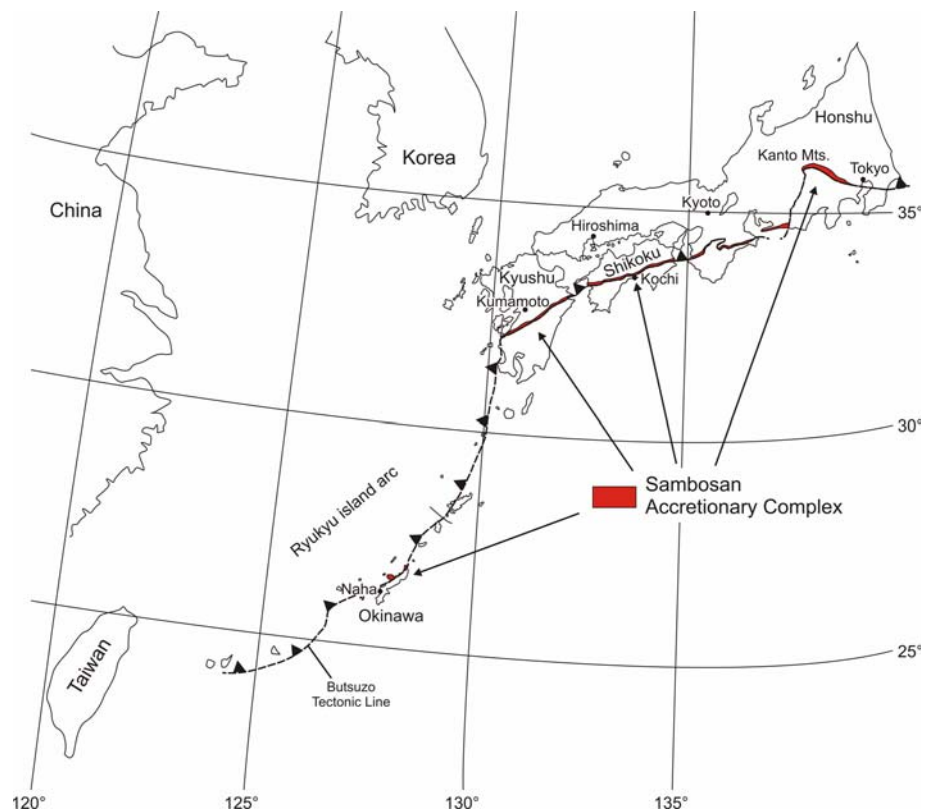 Honshu
Kanto Mts.
Tokyo
Korea
China
35°
Kyoto
Hiroshima
Shikoku
Kyushu
Kochi
Kumamoto
30°
Sambosan
Accretionary Complex
Ryukyu island arc
Naha
Okinawa
25°
Taiwan
Butsuzo
Tectonic Line
120°
125°
130°
135°